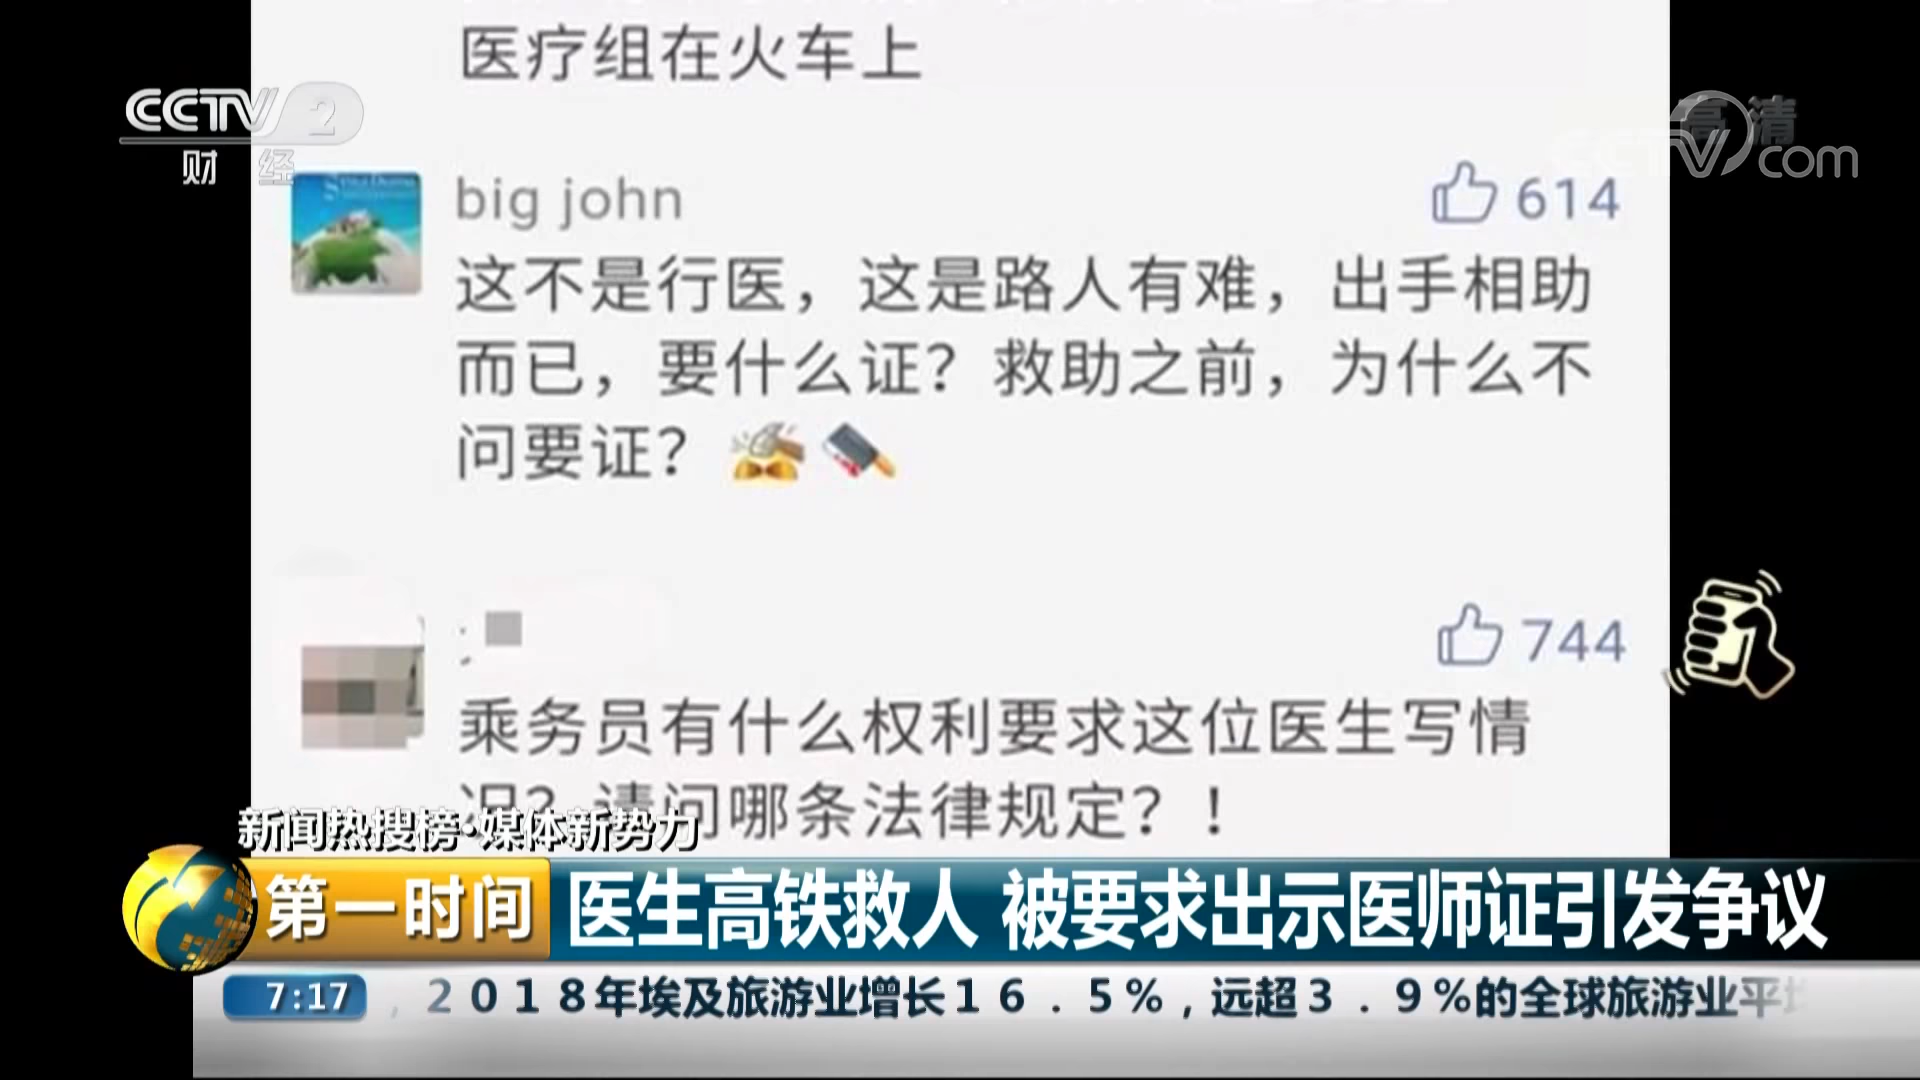 医疗组在火车上
CCTV 2
财 经
高清
CCTV com
big john
614
这不是行医，这是路人有难，出手相助
而已，要什么证？救助之前，为什么不
问要证？
744
乘务员有什么权利要求这位医生写情
况？请问哪条法律规定？！
新闻热搜榜·媒体新势力
第一时间
医生高铁救人 被要求出示医师证引发争议
7:17
，2018年埃及旅游业增长16．5%，远超3．9%的全球旅游业平均